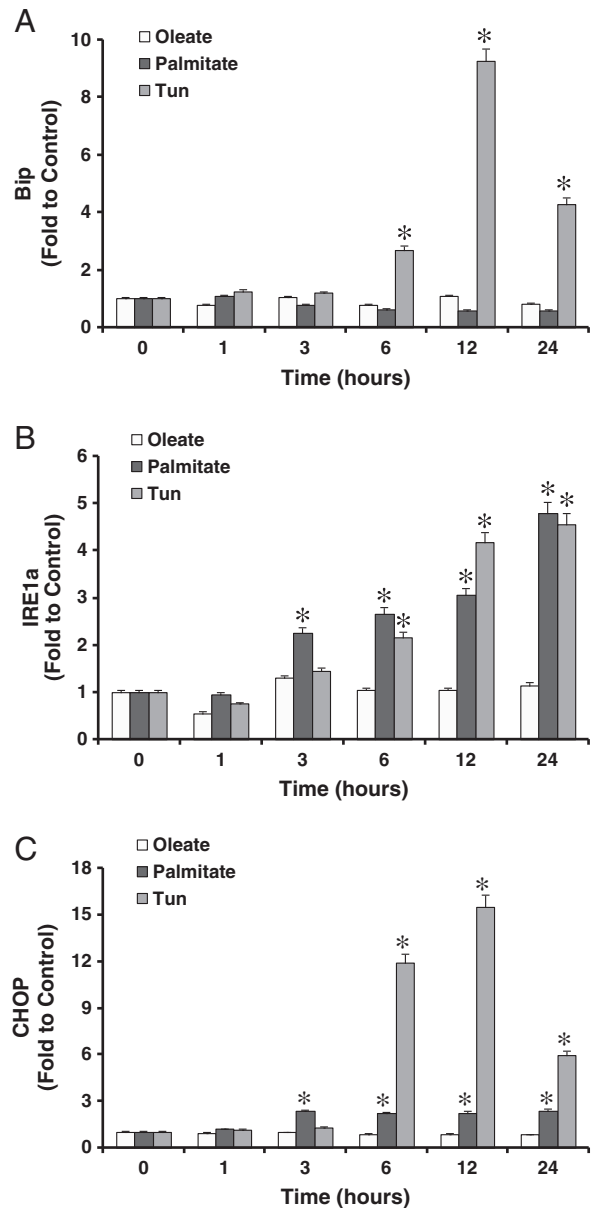 A
Oleate
Palmitate
Tun
Bip
(Fold to Control)
10
8
6
4
2
0
* * *
0 1 3 6 12 24
Time (hours)
B
Oleate
Palmitate
Tun
IRE1a
(Fold to Control)
6
5
4
3
2
1
0
* * * * * * *
0 1 3 6 12 24
Time (hours)
C
Oleate
Palmitate
Tun
CHOP
(Fold to Control)
18
15
12
9
6
3
0
* * * * * * *
0 1 3 6 12 24
Time (hours)